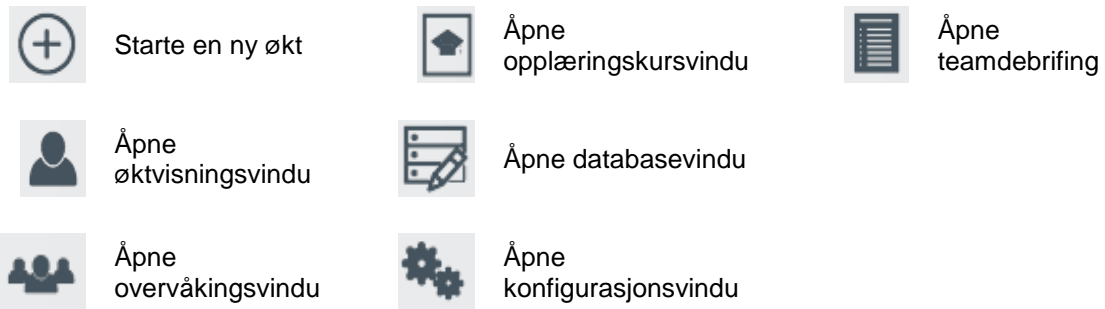 Starte en ny økt
Åpne
opplæringskursvindu
Åpne
teamdebrifing
Åpne
øktvisningsvindu
Åpne databasevindu
Åpne
overvåkingsvindu
Åpne
konfigurasjonsvindu